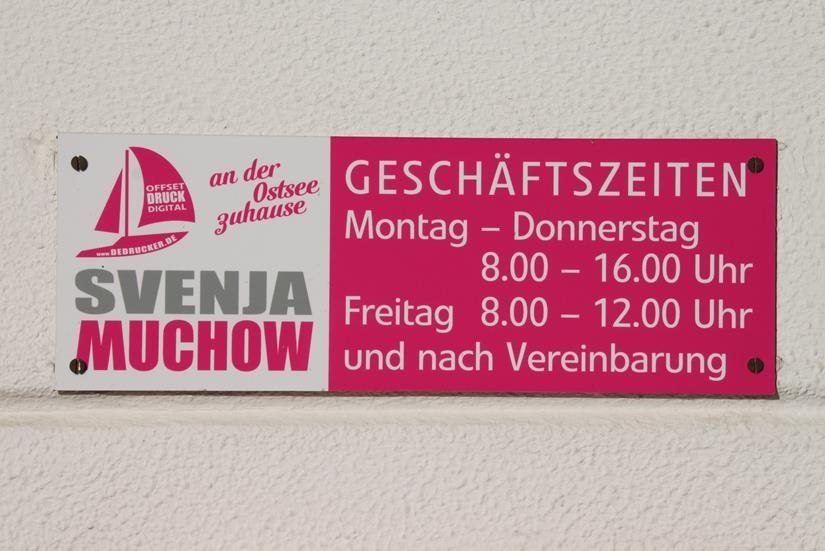 OFFSET
DRUCK
DIGITAL
www.DEDRUCKER.DE
an der
Ostsee
zuhause
SVENJA
MUCHOW
GESCHÄFTSZEITEN
Montag – Donnerstag
8.00 – 16.00 Uhr
Freitag 8.00 – 12.00 Uhr
und nach Vereinbarung